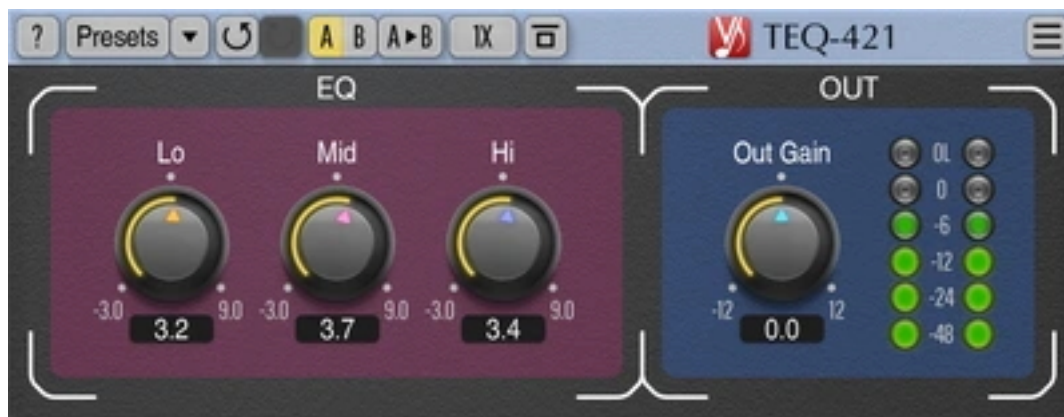 ? Presets A B A▸B 1X TEQ-421
EQ
OUT
Lo Mid Hi
-3.0 9.0 -3.0 9.0 -3.0 9.0
3.2 3.7 3.4
Out Gain
-12 12
0.0
OL
0
-6
-12
-24
-48